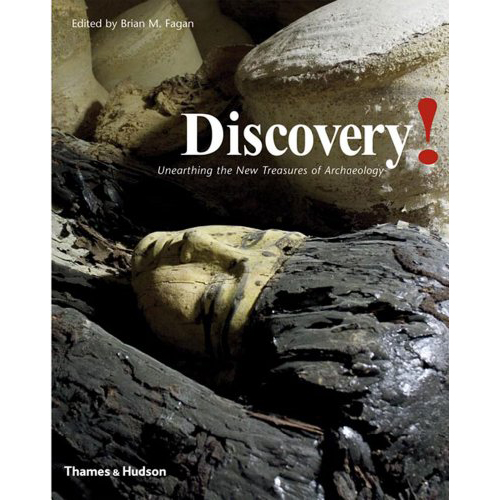 Edited by Brian M. Fagan
Discovery!
Unearthing the New Treasures of Archaeology
Thames & Hudson